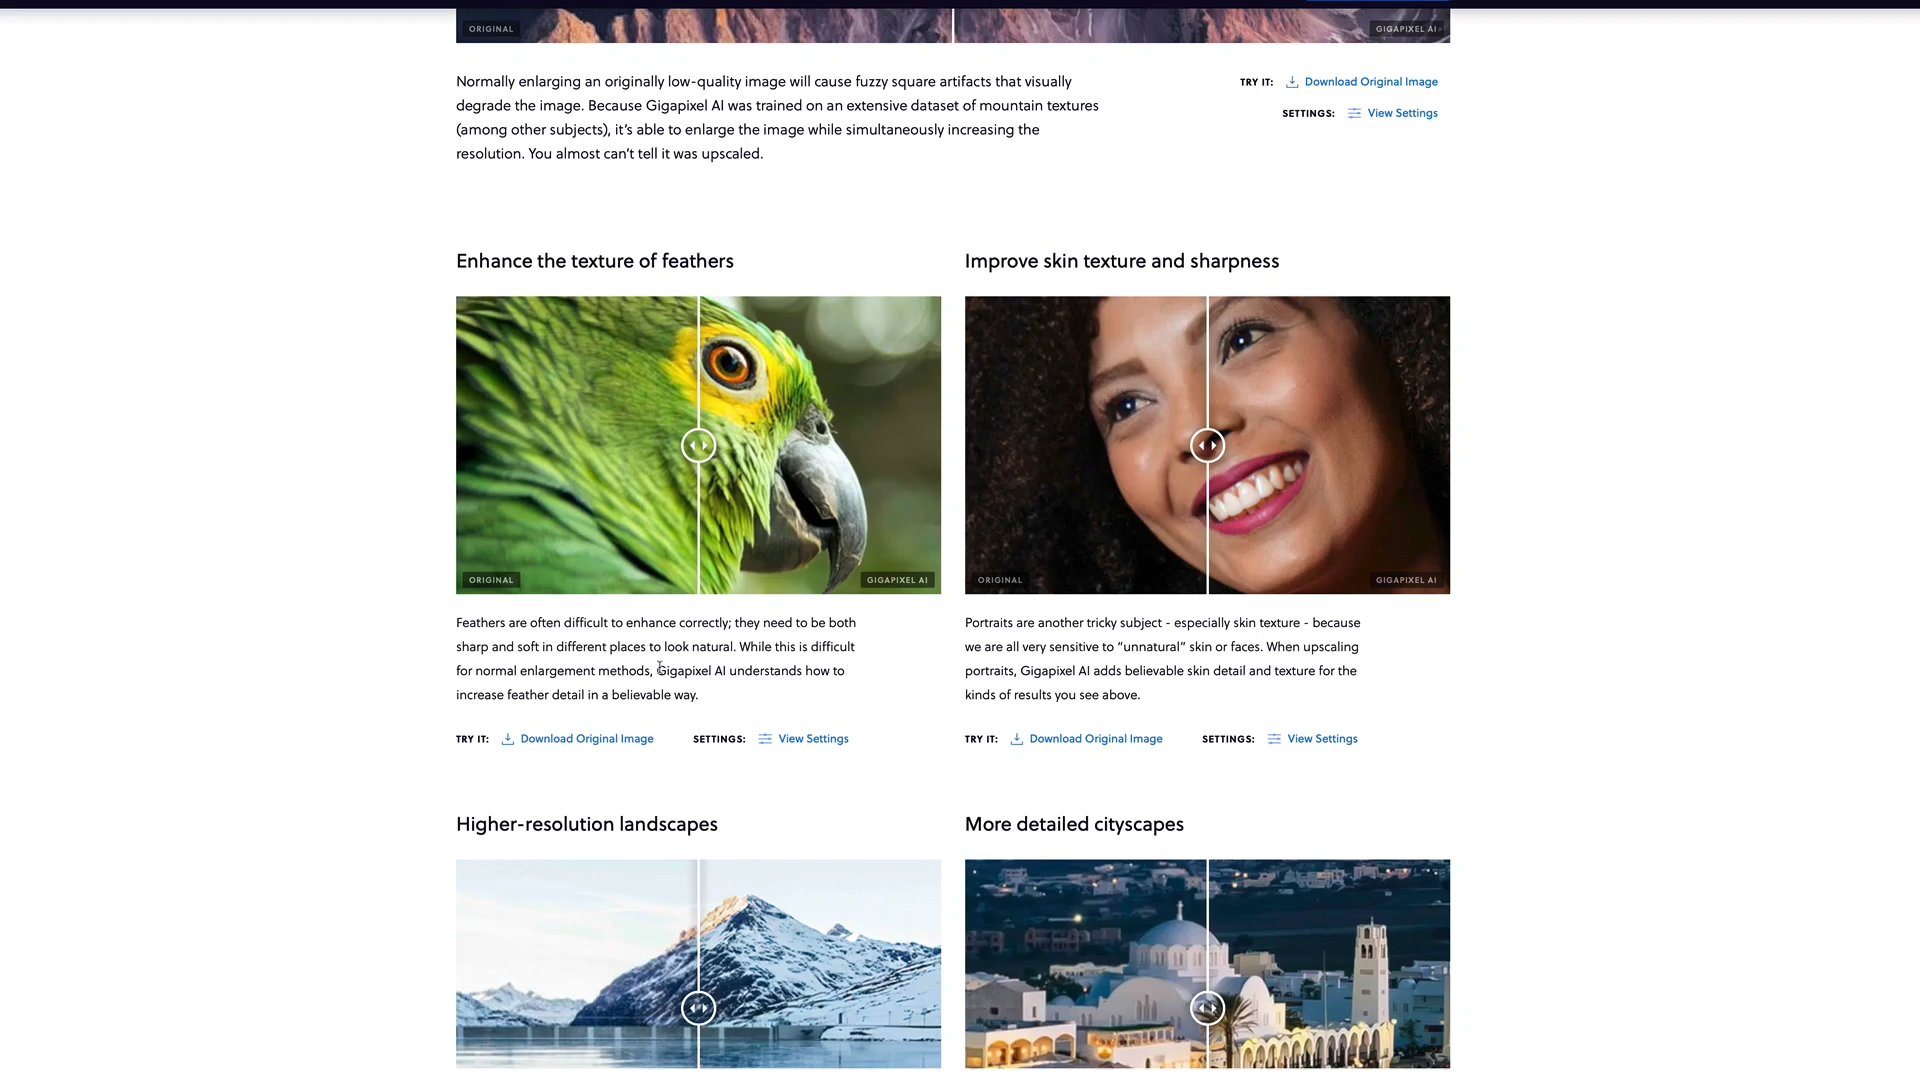 ORIGINAL
GIGAPIXEL AI
Normally enlarging an originally low-quality image will cause fuzzy square artifacts that visually
degrade the image. Because Gigapixel AI was trained on an extensive dataset of mountain textures
(among other subjects), it’s able to enlarge the image while simultaneously increasing the
resolution. You almost can’t tell it was upscaled.
TRY IT: Download Original Image
SETTINGS: View Settings
Enhance the texture of feathers
ORIGINAL
GIGAPIXEL AI
Feathers are often difficult to enhance correctly; they need to be both
sharp and soft in different places to look natural. While this is difficult
for normal enlargement methods, Gigapixel AI understands how to
increase feather detail in a believable way.
TRY IT: Download Original Image SETTINGS: View Settings
Improve skin texture and sharpness
ORIGINAL
GIGAPIXEL AI
Portraits are another tricky subject - especially skin texture - because
we are all very sensitive to “unnatural” skin or faces. When upscaling
portraits, Gigapixel AI adds believable skin detail and texture for the
kinds of results you see above.
TRY IT: Download Original Image SETTINGS: View Settings
Higher-resolution landscapes
More detailed cityscapes